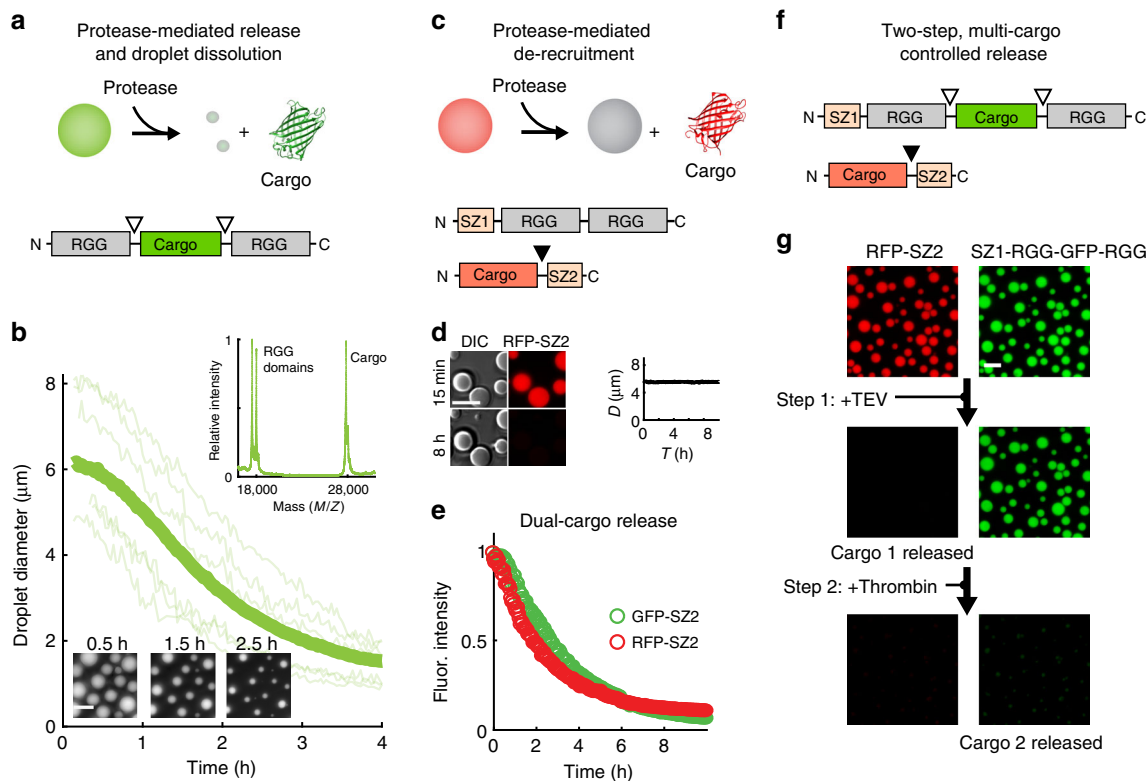 a
Protease-mediated release
and droplet dissolution
Protease
+
Cargo
N RGG Cargo RGG C
b
Droplet diameter (μm)
8
6
4
2
0
0 1 2 3 4
Time (h)
0.5 h 1.5 h 2.5 h
Relative intensity
1
0
RGG
domains
Cargo
18,000 28,000
Mass (M/Z)
c
Protease-mediated
de-recruitment
Protease
+
Cargo
N SZ1 RGG RGG C
N Cargo SZ2 C
d
DIC RFP-SZ2
15 min
8 h
D (μm)
0
4
8
0 4 8
T (h)
e
Dual-cargo release
Fluor. intensity
1
0.5
0
0 2 4 6 8
Time (h)
GFP-SZ2
RFP-SZ2
f
Two-step, multi-cargo
controlled release
N SZ1 RGG Cargo RGG C
N Cargo SZ2 C
g
RFP-SZ2 SZ1-RGG-GFP-RGG
Step 1: +TEV
Cargo 1 released
Step 2: +Thrombin
Cargo 2 released